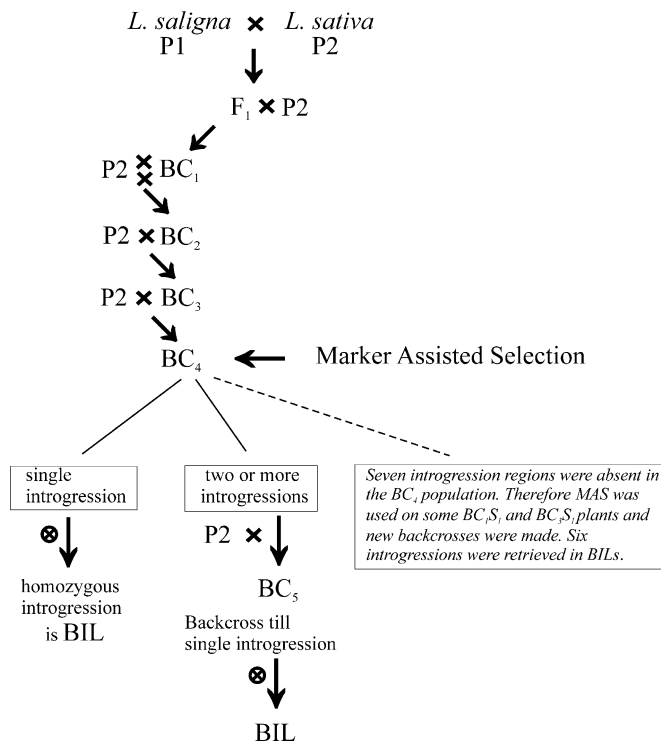 L. saligna × L. sativa
P1 P2
F₁ × P2
P2 × × BC₁
P2 × BC₂
P2 × BC₃
BC₄ Marker Assisted Selection
single
introgression
homozygous
introgression
is BIL
two or more
introgressions
P2 ×
BC₅
Backcross till
single introgression
BIL
Seven introgression regions were absent in
the BC₄ population. Therefore MAS was
used on some BC₁S₁ and BC₃S₁ plants and
new backcrosses were made. Six
introgressions were retrieved in BILs.